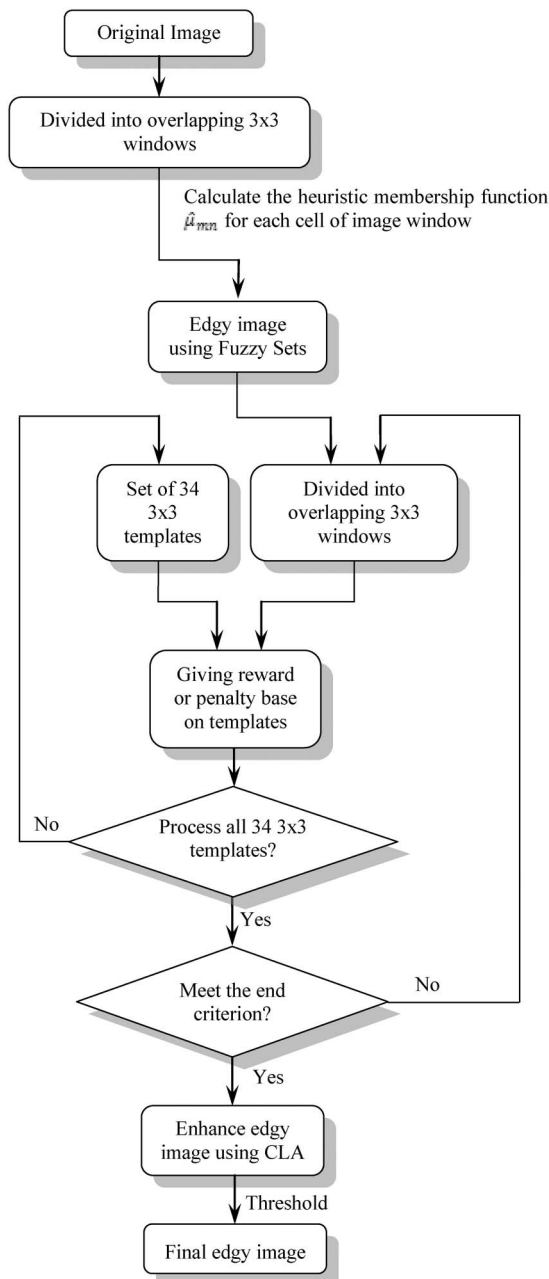 Original Image
Divided into overlapping 3x3
windows
Calculate the heuristic membership function
μ̂ₘₙ for each cell of image window
Edgy image
using Fuzzy Sets
Set of 34
3x3
templates
Divided into
overlapping 3x3
windows
Giving reward
or penalty base
on templates
No
Process all 34 3x3
templates?
Yes
Meet the end
criterion?
No
Yes
Enhance edgy
image using CLA
Threshold
Final edgy image